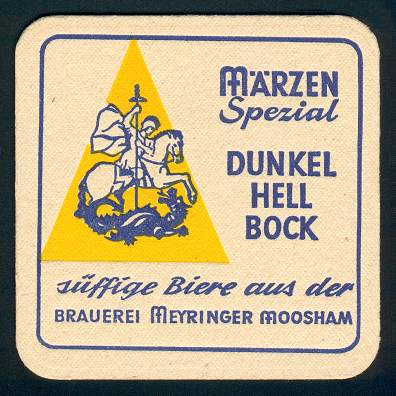 MÄRZEN
Spezial
DUNKEL
HELL
BOCK
süffige Biere aus der
BRAUEREI MEYRINGER MOOSHAM